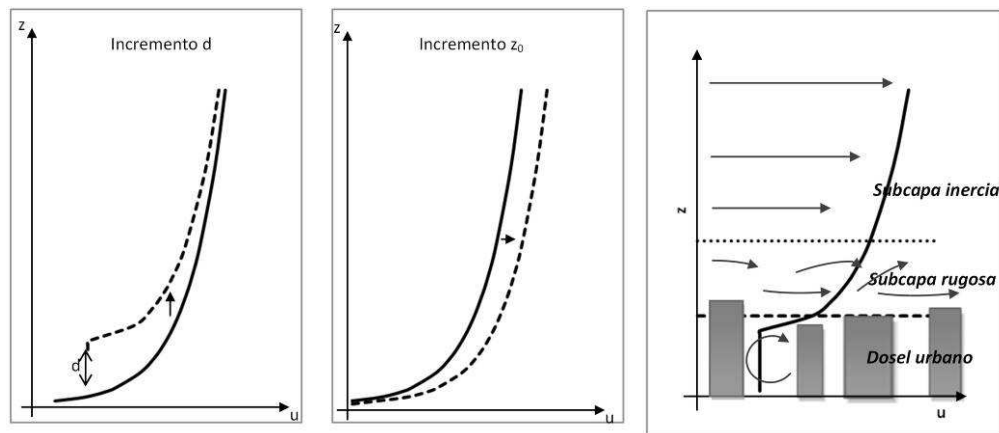 z
Incremento d
d
u
z
Incremento z₀
u
z
Subcapa inercia
Subcapa rugosa
Dosel urbano
u